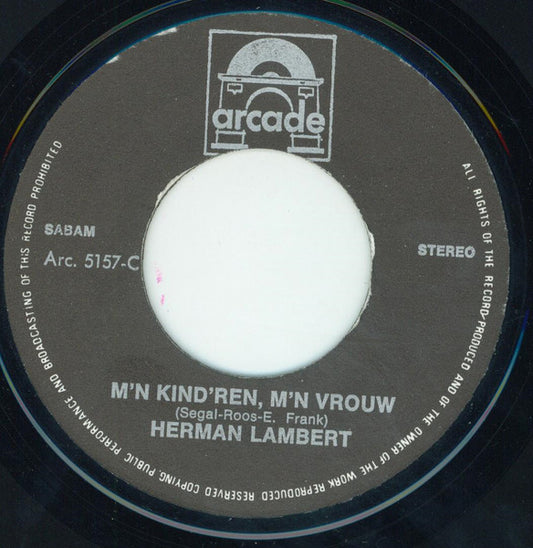 arcade
SABAM
Arc. 5157-C
STEREO
M'N KIND'REN, M'N VROUW
(Segal-Roos-E. Frank)
HERMAN LAMBERT
ALL RIGHTS OF THE RECORD-PRODUCED AND OF THE OWNER OF THE WORK REPRODUCED RESERVED COPYING, PUBLIC PERFORMANCE AND BROADCASTING OF THIS RECORD PROHIBITED